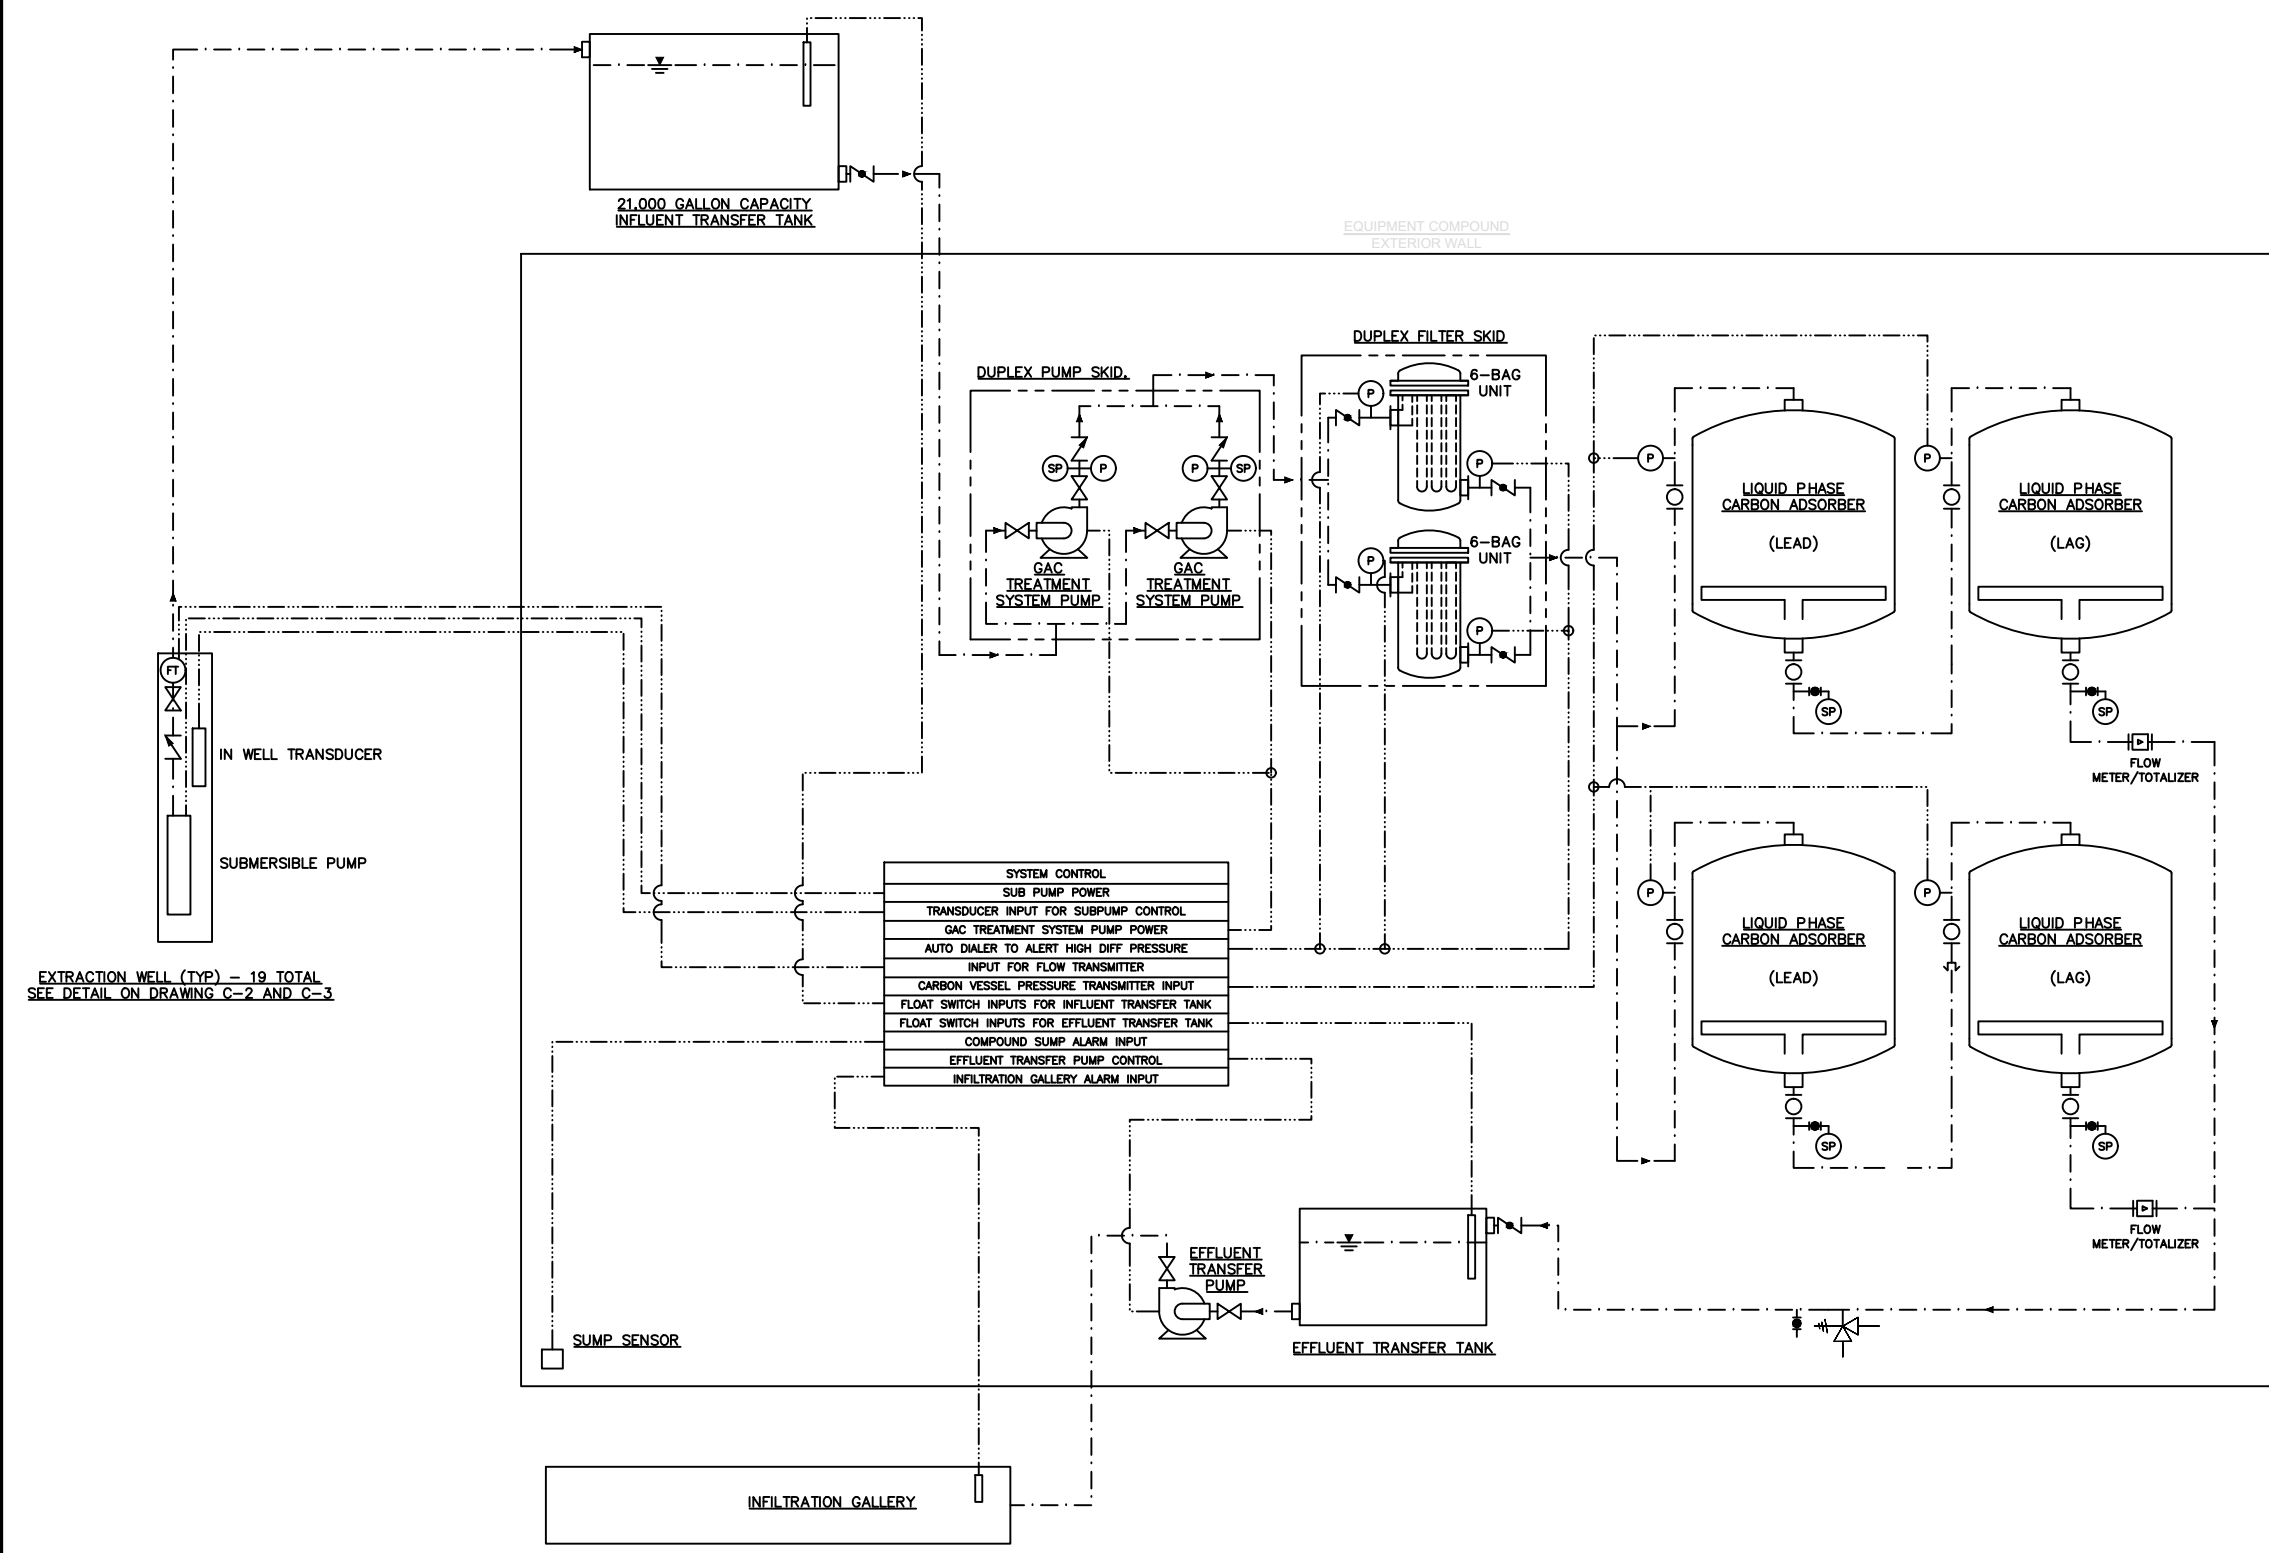 21,000 GALLON CAPACITY
INFLUENT TRANSFER TANK
EQUIPMENT COMPOUND
EXTERIOR WALL
DUPLEX PUMP SKID.
SP
P
P
SP
GAC
TREATMENT
SYSTEM PUMP
GAC
TREATMENT
SYSTEM PUMP
DUPLEX FILTER SKID
P
6-BAG
UNIT
P
P
6-BAG
UNIT
P
P
LIQUID PHASE
CARBON ADSORBER
(LEAD)
SP
P
LIQUID PHASE
CARBON ADSORBER
(LAG)
SP
FLOW
METER/TOTALIZER
FT
IN WELL TRANSDUCER
SUBMERSIBLE PUMP
EXTRACTION WELL (TYP) - 19 TOTAL
SEE DETAIL ON DRAWING C-2 AND C-3
SYSTEM CONTROL
SUB PUMP POWER
TRANSDUCER INPUT FOR SUBPUMP CONTROL
GAC TREATMENT SYSTEM PUMP POWER
AUTO DIALER TO ALERT HIGH DIFF PRESSURE
INPUT FOR FLOW TRANSMITTER
CARBON VESSEL PRESSURE TRANSMITTER INPUT
FLOAT SWITCH INPUTS FOR INFLUENT TRANSFER TANK
FLOAT SWITCH INPUTS FOR EFFLUENT TRANSFER TANK
COMPOUND SUMP ALARM INPUT
EFFLUENT TRANSFER PUMP CONTROL
INFILTRATION GALLERY ALARM INPUT
P
LIQUID PHASE
CARBON ADSORBER
(LEAD)
SP
P
LIQUID PHASE
CARBON ADSORBER
(LAG)
SP
FLOW
METER/TOTALIZER
EFFLUENT
TRANSFER
PUMP
EFFLUENT TRANSFER TANK
SUMP SENSOR
INFILTRATION GALLERY